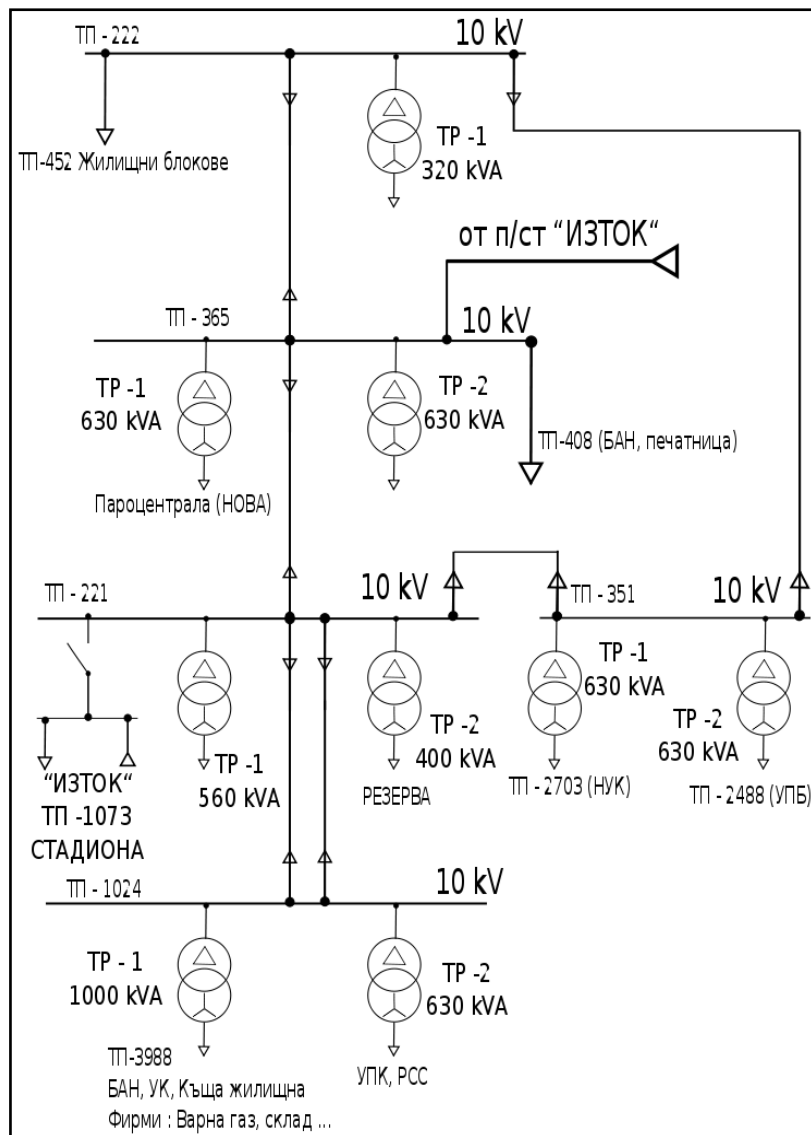 ТП - 222
10 kV
ТР -1
320 kVA
ТП-452 Жилищни блокове
от п/ст “ИЗТОК“
ТП - 365
10 kV
ТР -1
630 kVA
ТР -2
630 kVA
ТП-408 (БАН, печатница)
Пароцентрала (НОВА)
ТП - 221
10 kV
ТП - 351
10 kV
ТР -1
560 kVA
ТР -2
400 kVA
ТР -1
630 kVA
ТР -2
630 kVA
“ИЗТОК“
ТП -1073
СТАДИОНА
РЕЗЕРВА
ТП - 2703 (НУК)
ТП - 2488 (УПБ)
ТП - 1024
10 kV
ТР - 1
1000 kVA
ТР -2
630 kVA
ТП-3988
БАН, УК, Къща жилищна
Фирми : Варна газ, склад ...
УПК, РСС